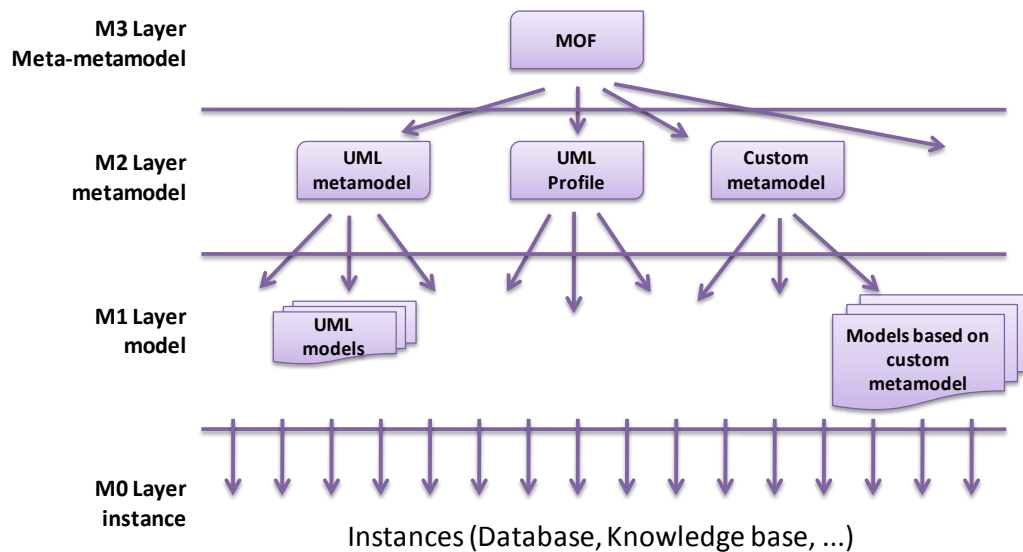 M3 Layer
Meta-metamodel
MOF
M2 Layer
metamodel
UML
metamodel
UML
Profile
Custom
metamodel
M1 Layer
model
UML
models
Models based on
custom
metamodel
M0 Layer
instance
Instances (Database, Knowledge base, ...)